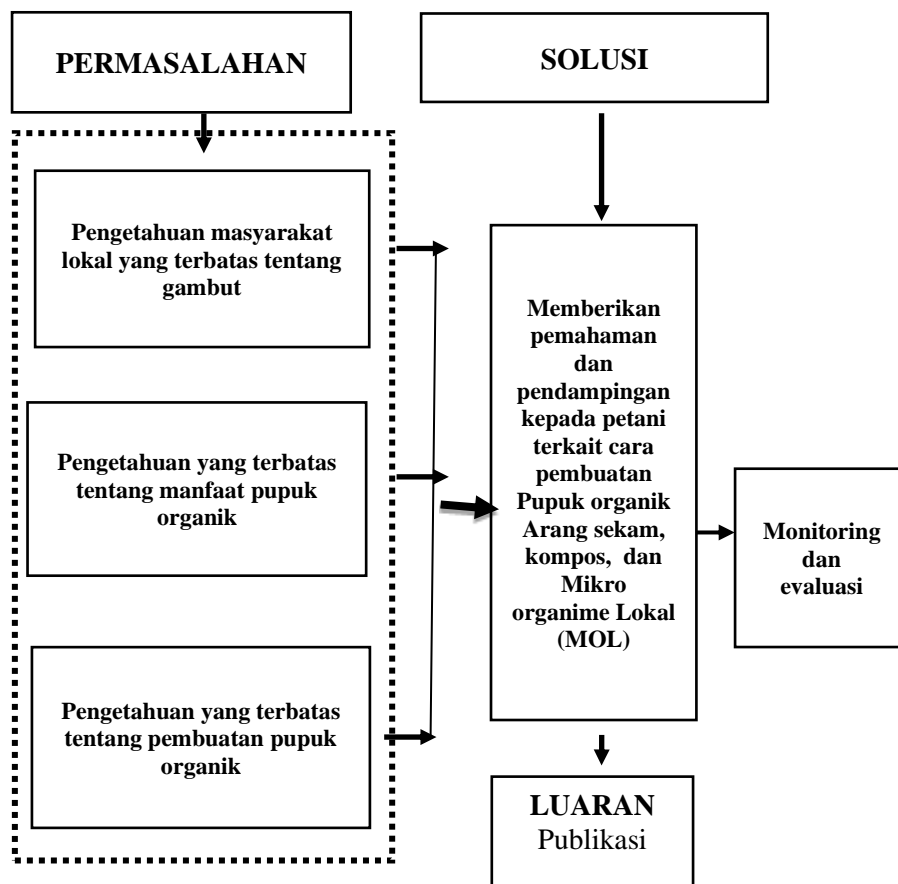 PERMASALAHAN
SOLUSI
Pengetahuan masyarakat
lokal yang terbatas tentang
gambut
Pengetahuan yang terbatas
tentang manfaat pupuk
organik
Pengetahuan yang terbatas
tentang pembuatan pupuk
organik
Memberikan
pemahaman
dan
pendampingan
kepada petani
terkait cara
pembuatan
Pupuk organik
Arang sekam,
kompos, dan
Mikro
organime Lokal
(MOL)
Monitoring
dan
evaluasi
LUARAN
Publikasi